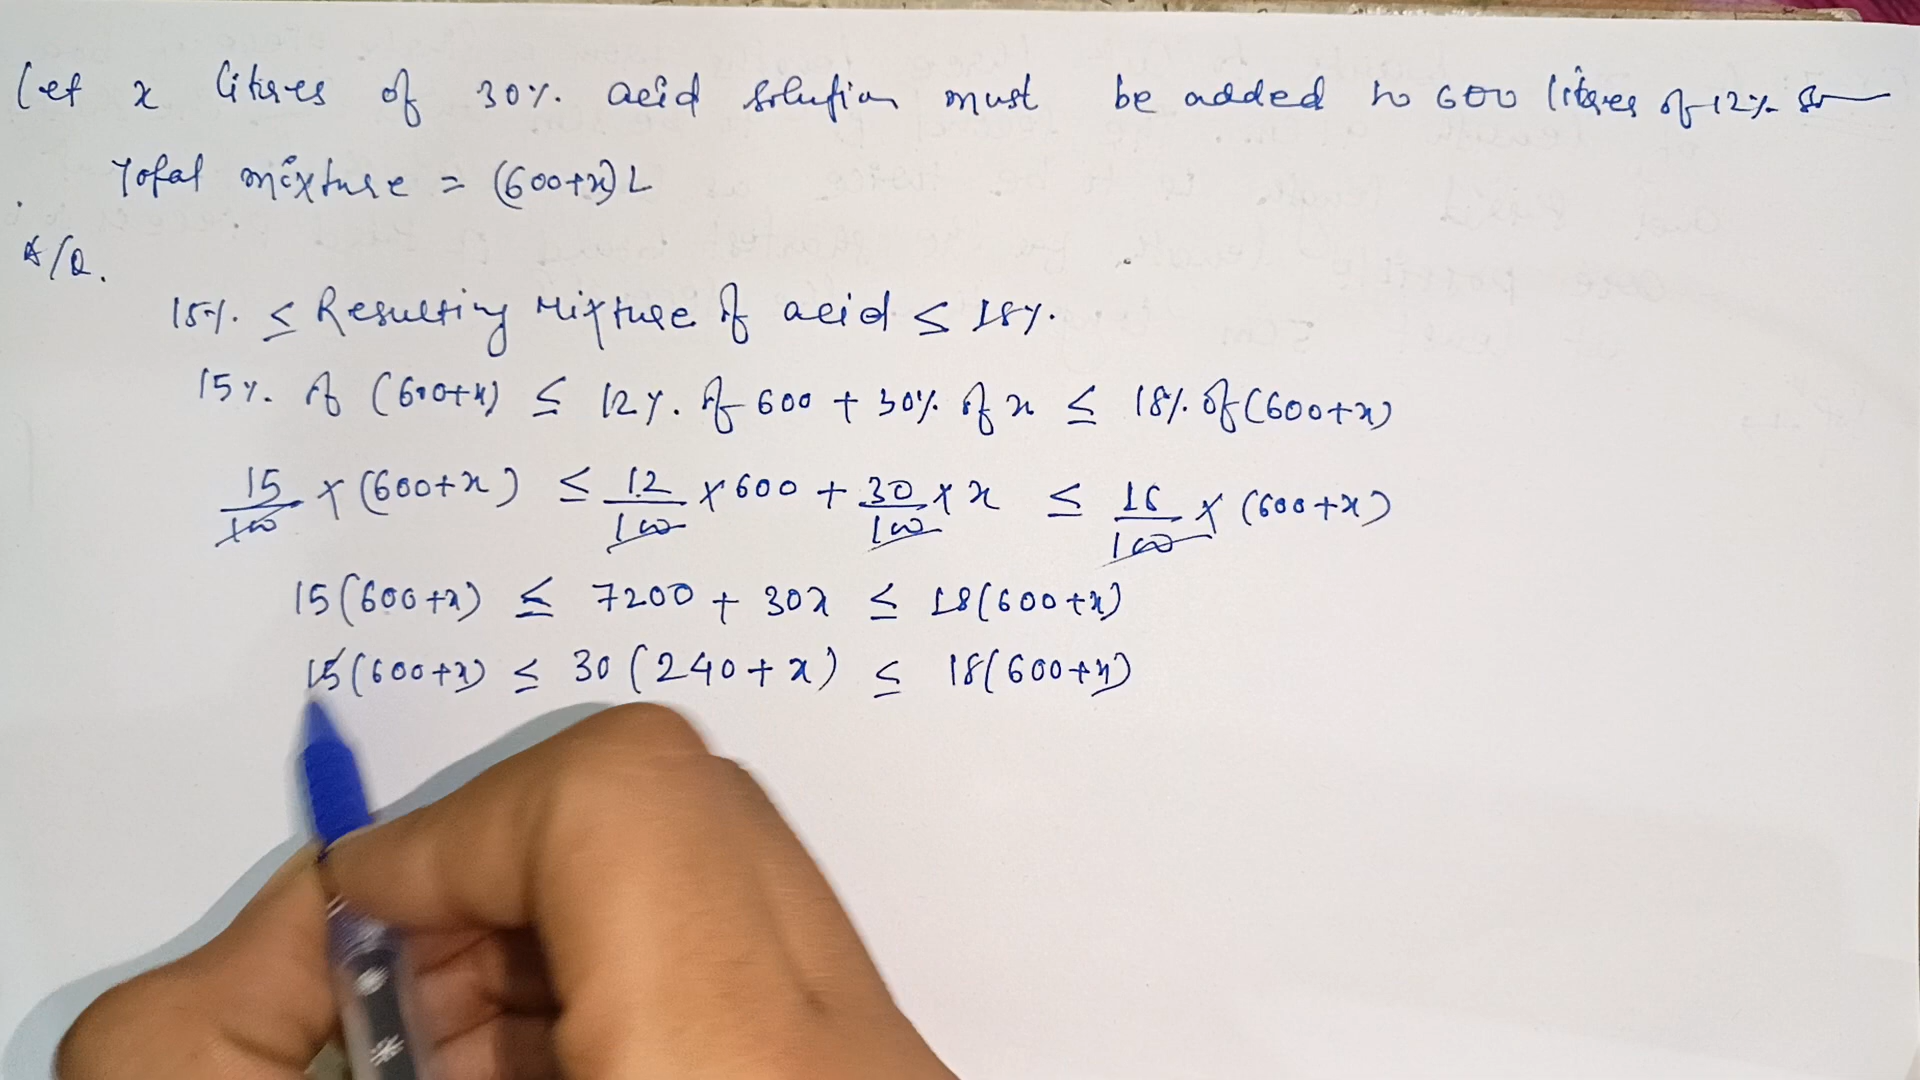 Let x litres of 30% acid solution must be added to 600 litres of 12%
Total mixture = (600+x) L
A/Q.
15% ≤ Resulting Mixture of acid ≤ 18%.
15% of (600+x) ≤ 12% of 600 + 30% of x ≤ 18% of (600+x)
15/100 × (600+x) ≤ 12/100 × 600 + 30/100 × x ≤ 18/100 × (600+x)
15(600+x) ≤ 7200 + 30x ≤ 18(600+x)
15(600+x) ≤ 30(240+x) ≤ 18(600+x)